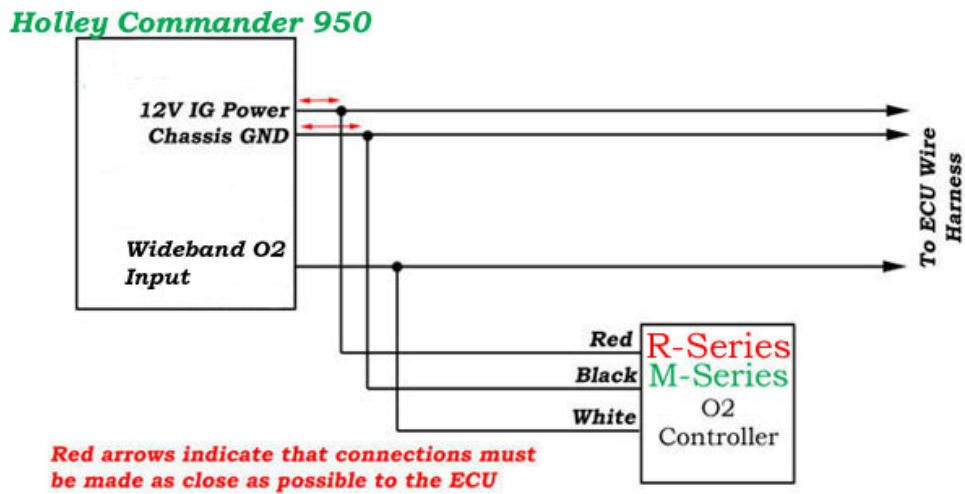 Holley Commander 950
12V IG Power
Chassis GND
Wideband O2
Input
To ECU Wire
Harness
Red
Black
White
R-Series
M-Series
O2
Controller
Red arrows indicate that connections must
be made as close as possible to the ECU